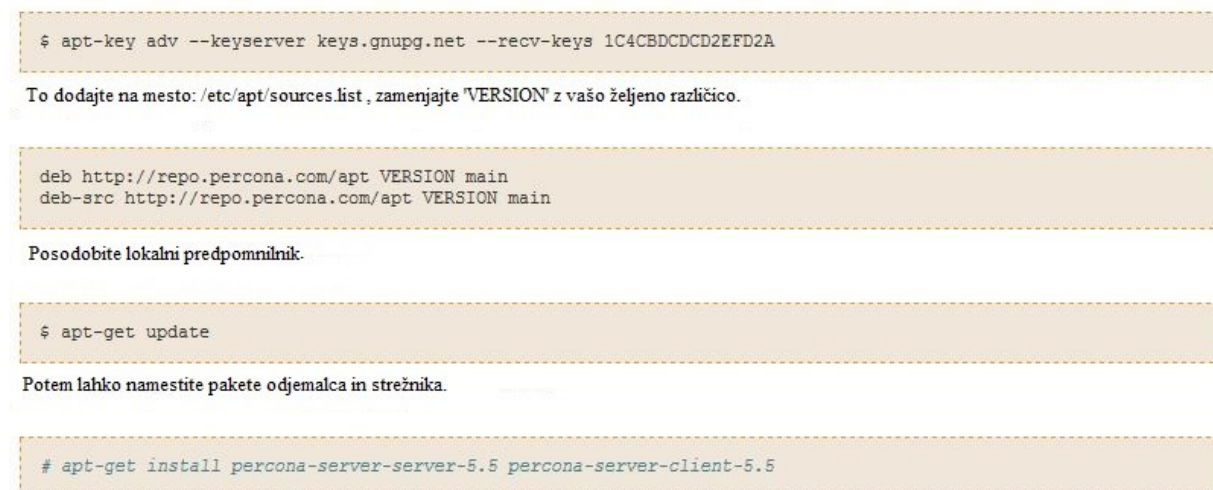 $ apt-key adv --keyserver keys.gnupg.net --recv-keys 1C4CBDCDCD2EFD2A
To dodajte na mesto: /etc/apt/sources.list , zamenjajte 'VERSION' z vašo željeno različico.
deb http://repo.percona.com/apt VERSION main
deb-src http://repo.percona.com/apt VERSION main
Posodobite lokalni predpomnilnik.
$ apt-get update
Potem lahko namestite pakete odjemalca in strežnika.
# apt-get install percona-server-server-5.5 percona-server-client-5.5